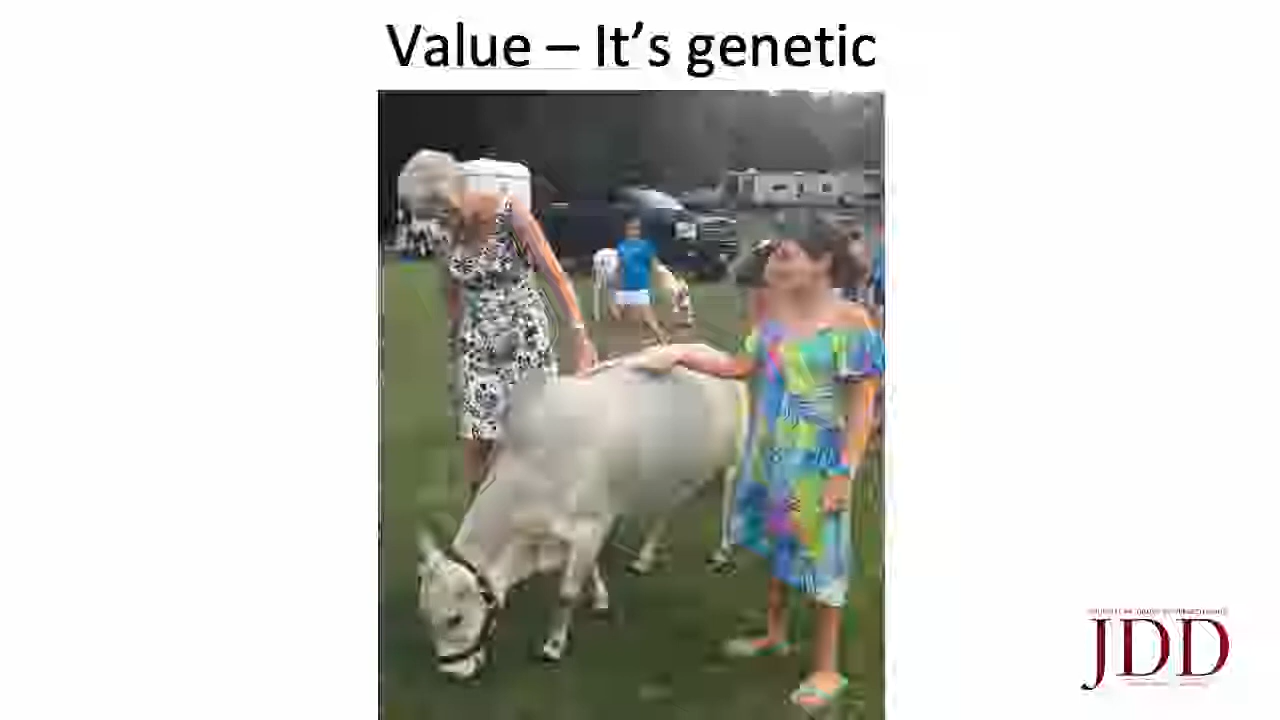 Value – It’s genetic
JDD